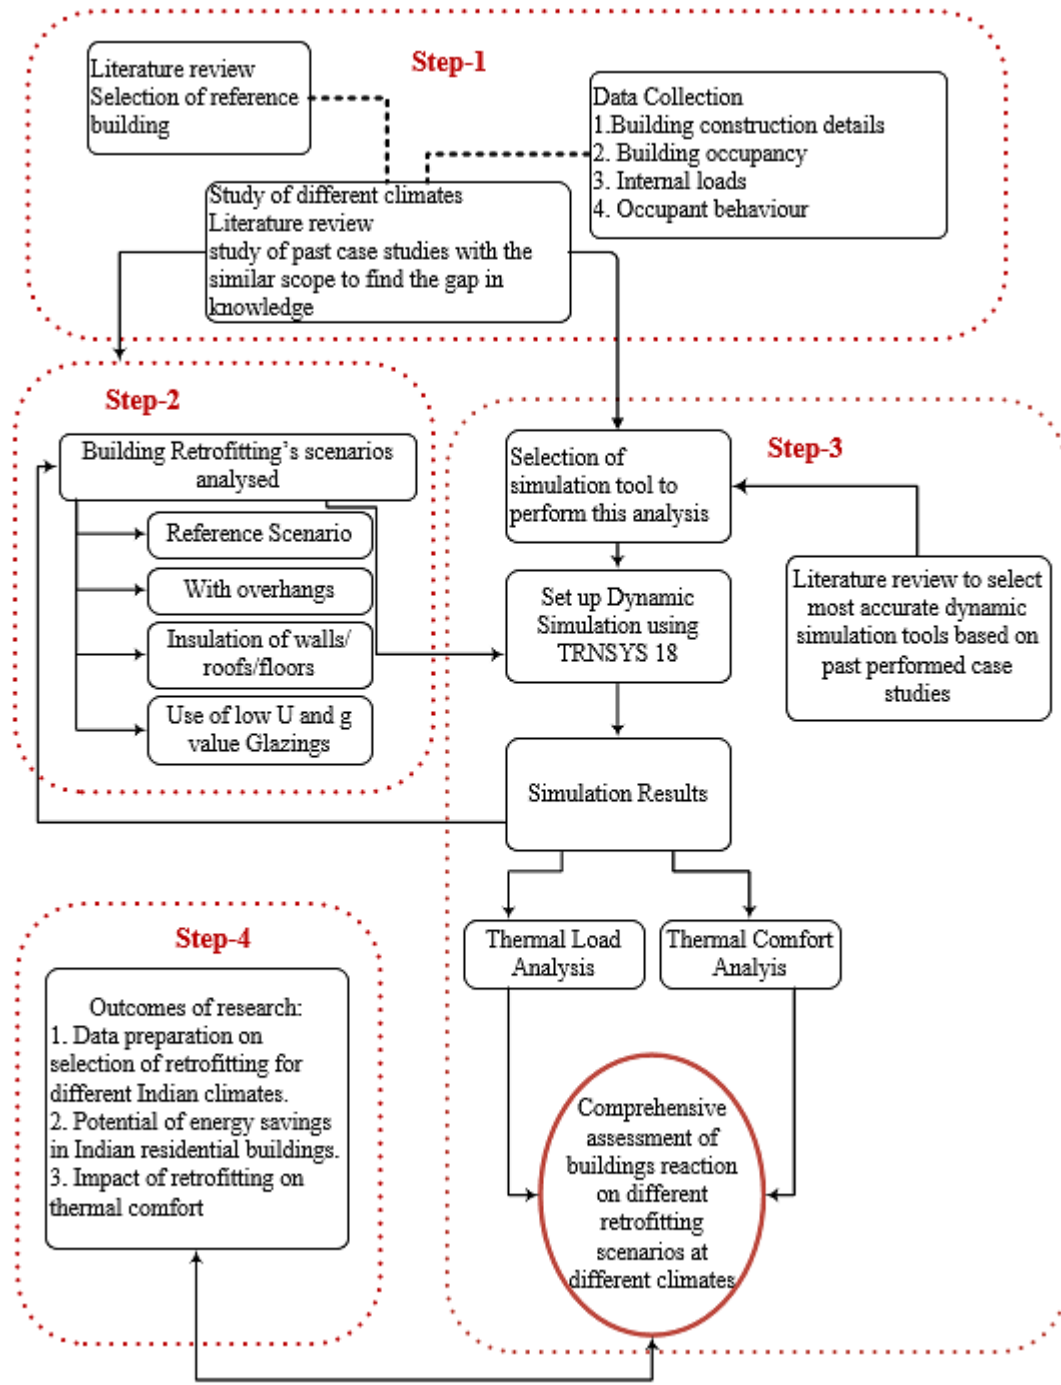 Step-1
Literature review
Selection of reference
building
Data Collection
1.Building construction details
2. Building occupancy
3. Internal loads
4. Occupant behaviour
Study of different climates
Literature review
study of past case studies with the
similar scope to find the gap in
knowledge
Step-2
Building Retrofitting's scenarios
analysed
Reference Scenario
With overhangs
Insulation of walls/
roofs/floors
Use of low U and g
value Glazings
Step-3
Selection of
simulation tool to
perform this analysis
Literature review to select
most accurate dynamic
simulation tools based on
past performed case
studies
Set up Dynamic
Simulation using
TRNSYS 18
Simulation Results
Thermal Load
Analysis
Thermal Comfort
Analyis
Comprehensive
assessment of
buildings reaction
on different
retrofitting
scenarios at
different climates
Step-4
Outcomes of research:
1. Data preparation on
selection of retrofitting for
different Indian climates.
2. Potential of energy savings
in Indian residential buildings.
3. Impact of retrofitting on
thermal comfort